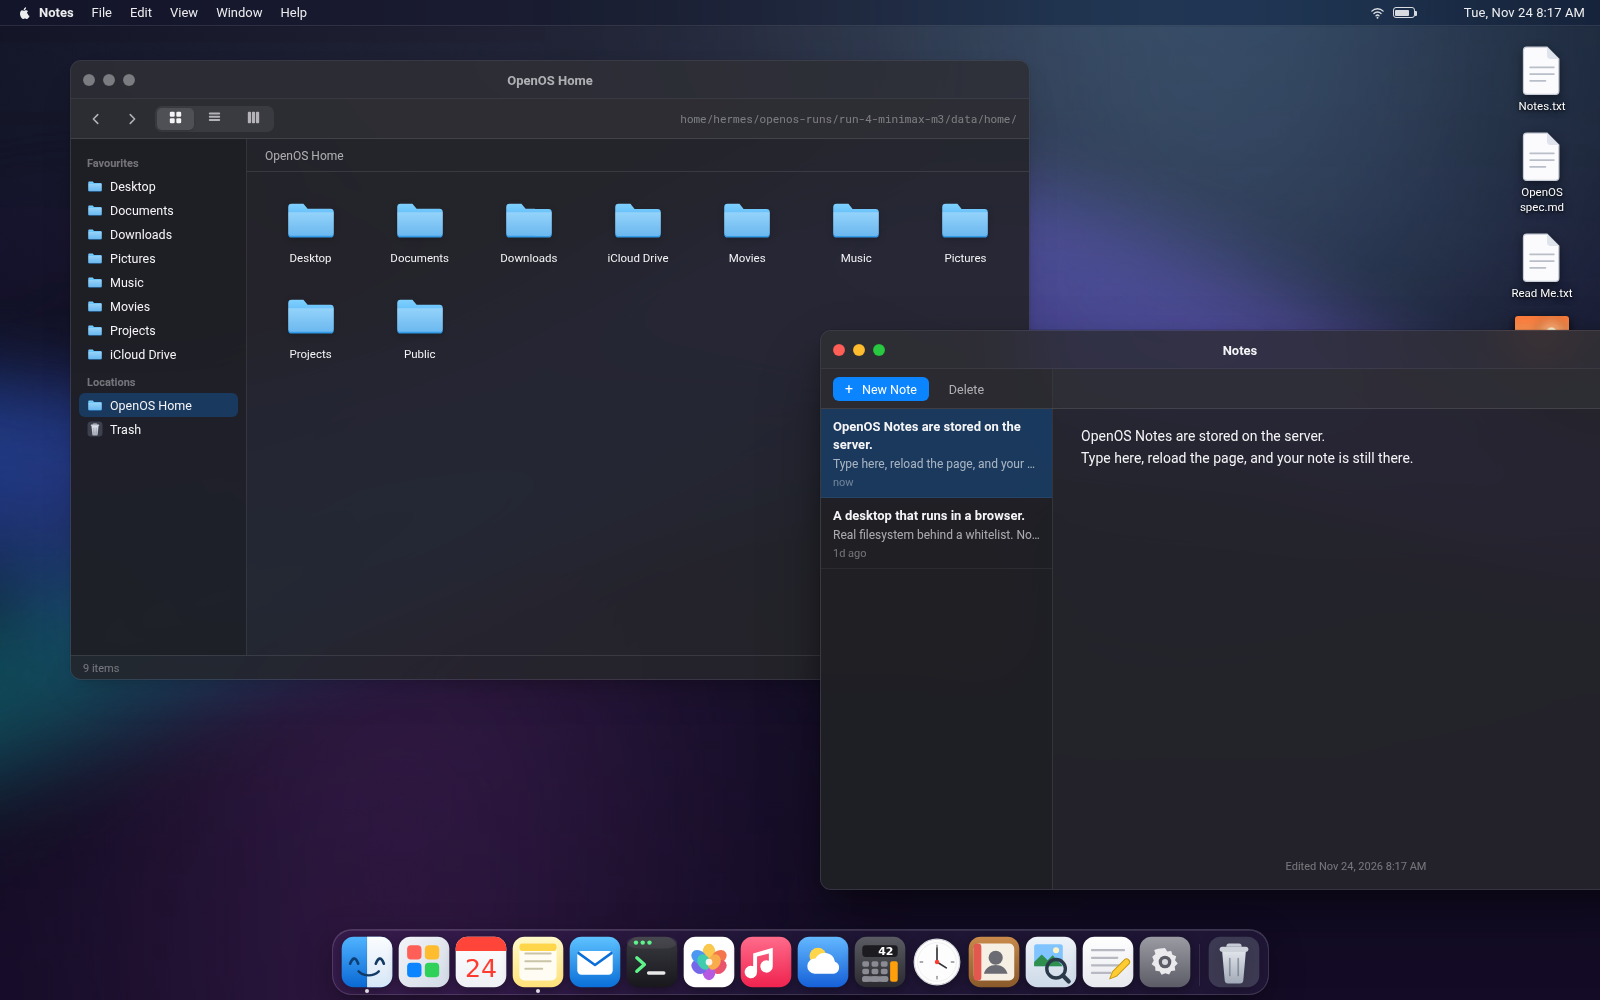 Notes File Edit View Window Help
Tue, Nov 24 8:17 AM
OpenOS Home
home/hermes/openos-runs/run-4-minimax-m3/data/home/
Favourites
Desktop
Documents
Downloads
Pictures
Music
Movies
Projects
iCloud Drive
Locations
OpenOS Home
Trash
OpenOS Home
Desktop Documents Downloads iCloud Drive Movies Music Pictures
Projects Public
9 items
Notes.txt
OpenOS
spec.md
Read Me.txt
Notes
+ New Note Delete
OpenOS Notes are stored on the
server.
Type here, reload the page, and your ...
now
A desktop that runs in a browser.
Real filesystem behind a whitelist. No...
1d ago
OpenOS Notes are stored on the server.
Type here, reload the page, and your note is still there.
Edited Nov 24, 2026 8:17 AM
24
42